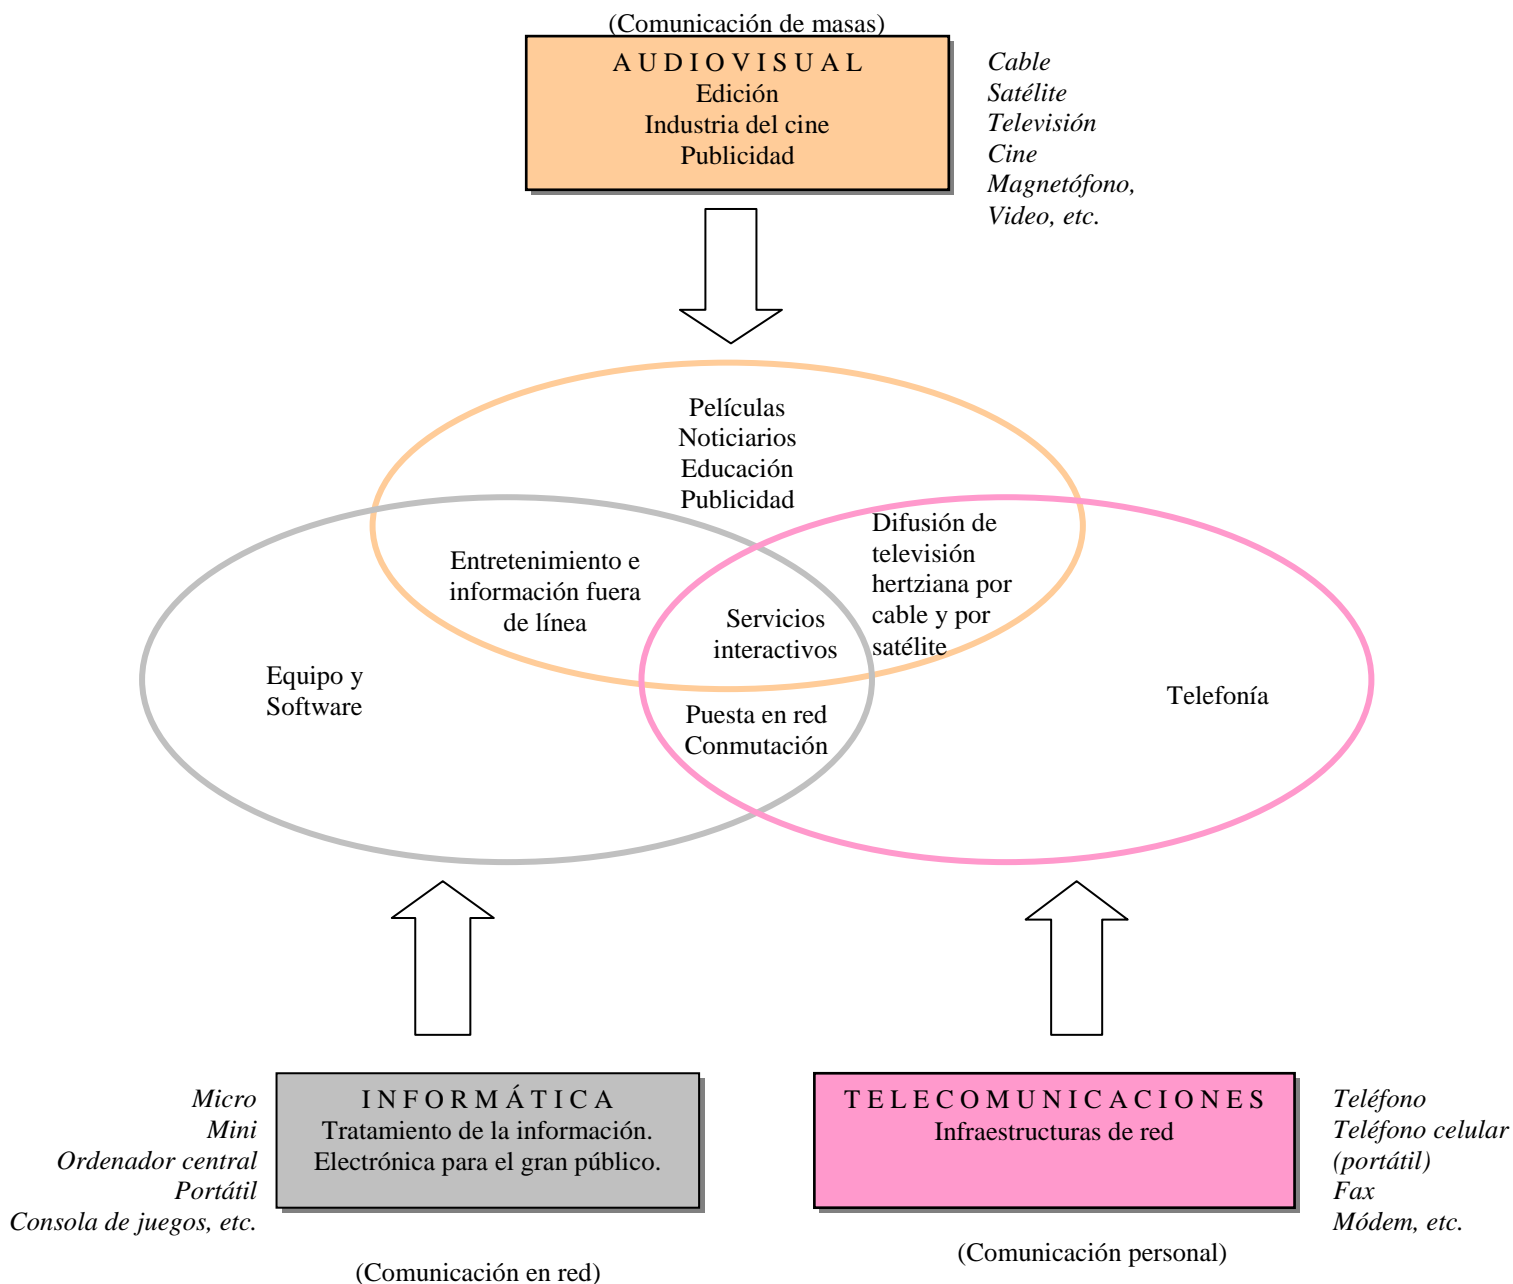 (Comunicación de masas)
A U D I O V I S U A L
Edición
Industria del cine
Publicidad
Cable
Satélite
Televisión
Cine
Magnetófono,
Video, etc.
Películas
Noticiarios
Educación
Publicidad
Entretenimiento e
información fuera
de línea
Difusión de
televisión
hertziana por
cable y por
satélite
Servicios
interactivos
Equipo y
Software
Puesta en red
Conmutación
Telefonía
Micro
Mini
Ordenador central
Portátil
Consola de juegos, etc.
I N F O R M Á T I C A
Tratamiento de la información.
Electrónica para el gran público.
(Comunicación en red)
T E L E C O M U N I C A C I O N E S
Infraestructuras de red
(Comunicación personal)
Teléfono
Teléfono celular
(portátil)
Fax
Módem, etc.